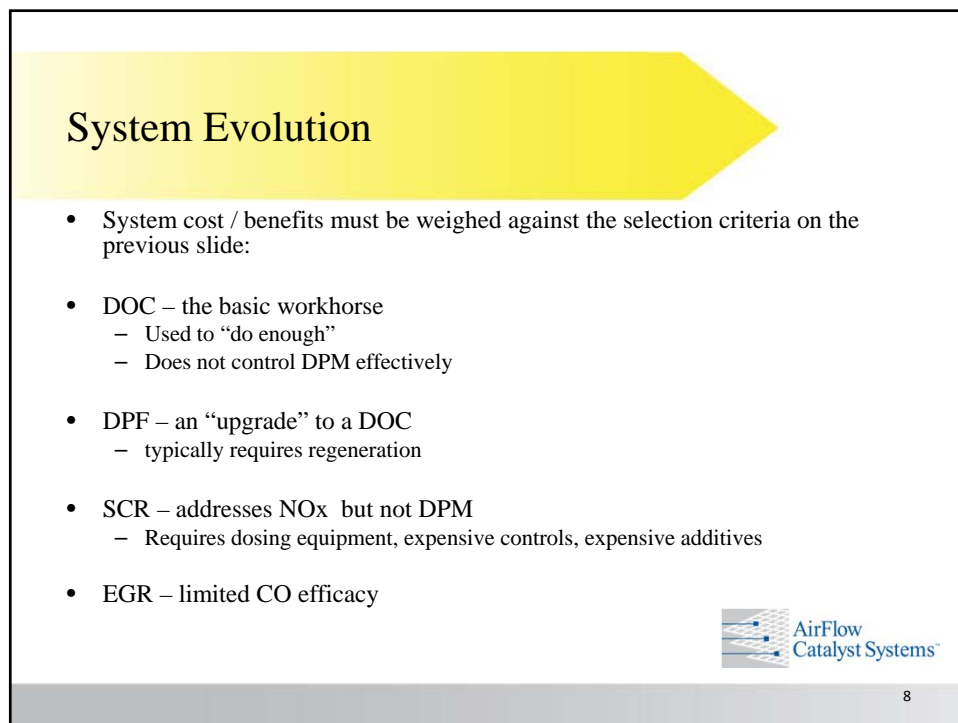 System Evolution
• System cost / benefits must be weighed against the selection criteria on the
previous slide:
• DOC – the basic workhorse
– Used to “do enough”
– Does not control DPM effectively
• DPF – an “upgrade” to a DOC
– typically requires regeneration
• SCR – addresses NOx  but not DPM
– Requires dosing equipment, expensive controls, expensive additives
• EGR – limited CO efficacy
AirFlow
Catalyst Systems™
8